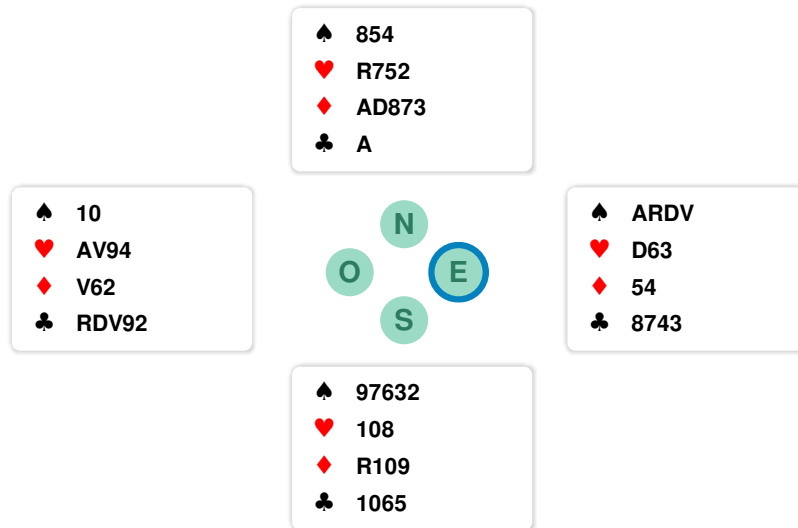 ♠ 854
♥ R752
♦ AD873
♣ A
♠ 10
♥ AV94
♦ V62
♣ RDV92
N
O
E
S
♠ ARDV
♥ D63
♦ 54
♣ 8743
♠ 97632
♥ 108
♦ R109
♣ 1065